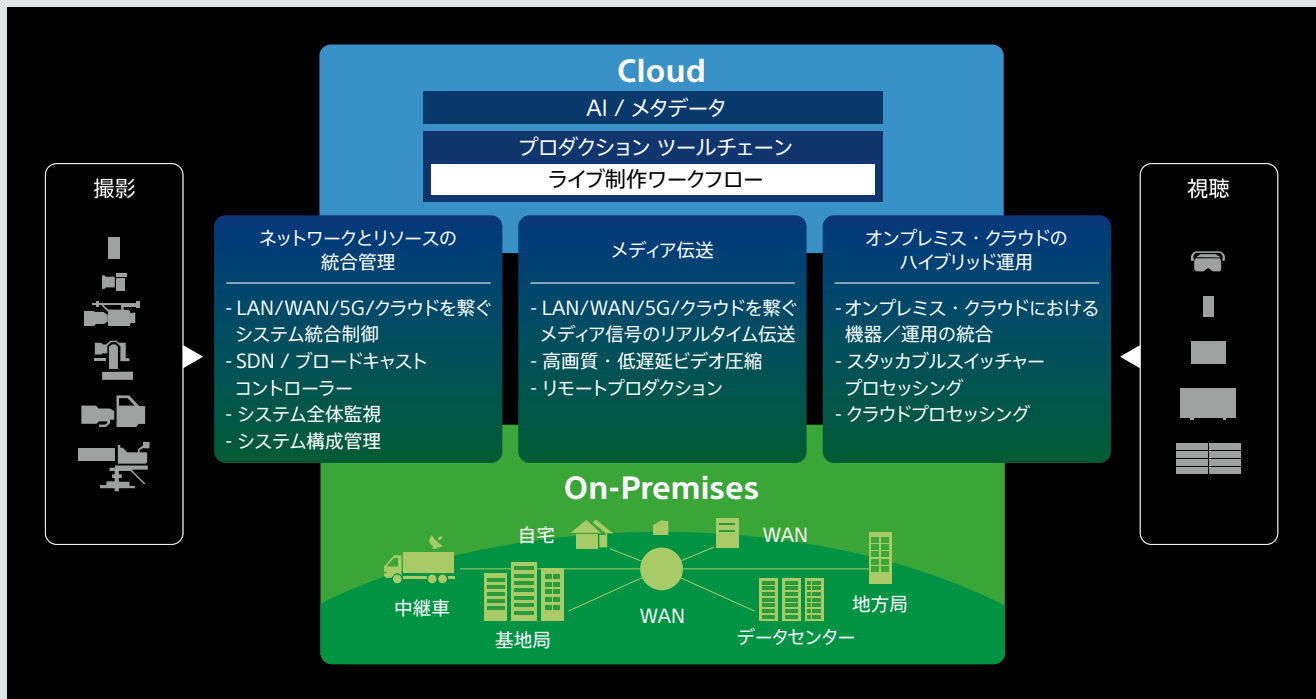 Cloud
AI / メタデータ
プロダクション ツールチェーン
ライブ制作ワークフロー
撮影
ネットワークとリソースの
統合管理
- LAN/WAN/5G/クラウドを繋ぐ
システム統合制御
- SDN / ブロードキャスト
コントローラー
- システム全体監視
- システム構成管理
メディア伝送
- LAN/WAN/5G/クラウドを繋ぐ
メディア信号のリアルタイム伝送
- 高画質・低遅延ビデオ圧縮
- リモートプロダクション
オンプレミス・クラウドの
ハイブリッド運用
- オンプレミス・クラウドにおける
機器／運用の統合
- スタッカブルスイッチャー
プロセッシング
- クラウドプロセッシング
視聴
On-Premises
自宅
WAN
中継車
基地局
WAN
データセンター
地方局